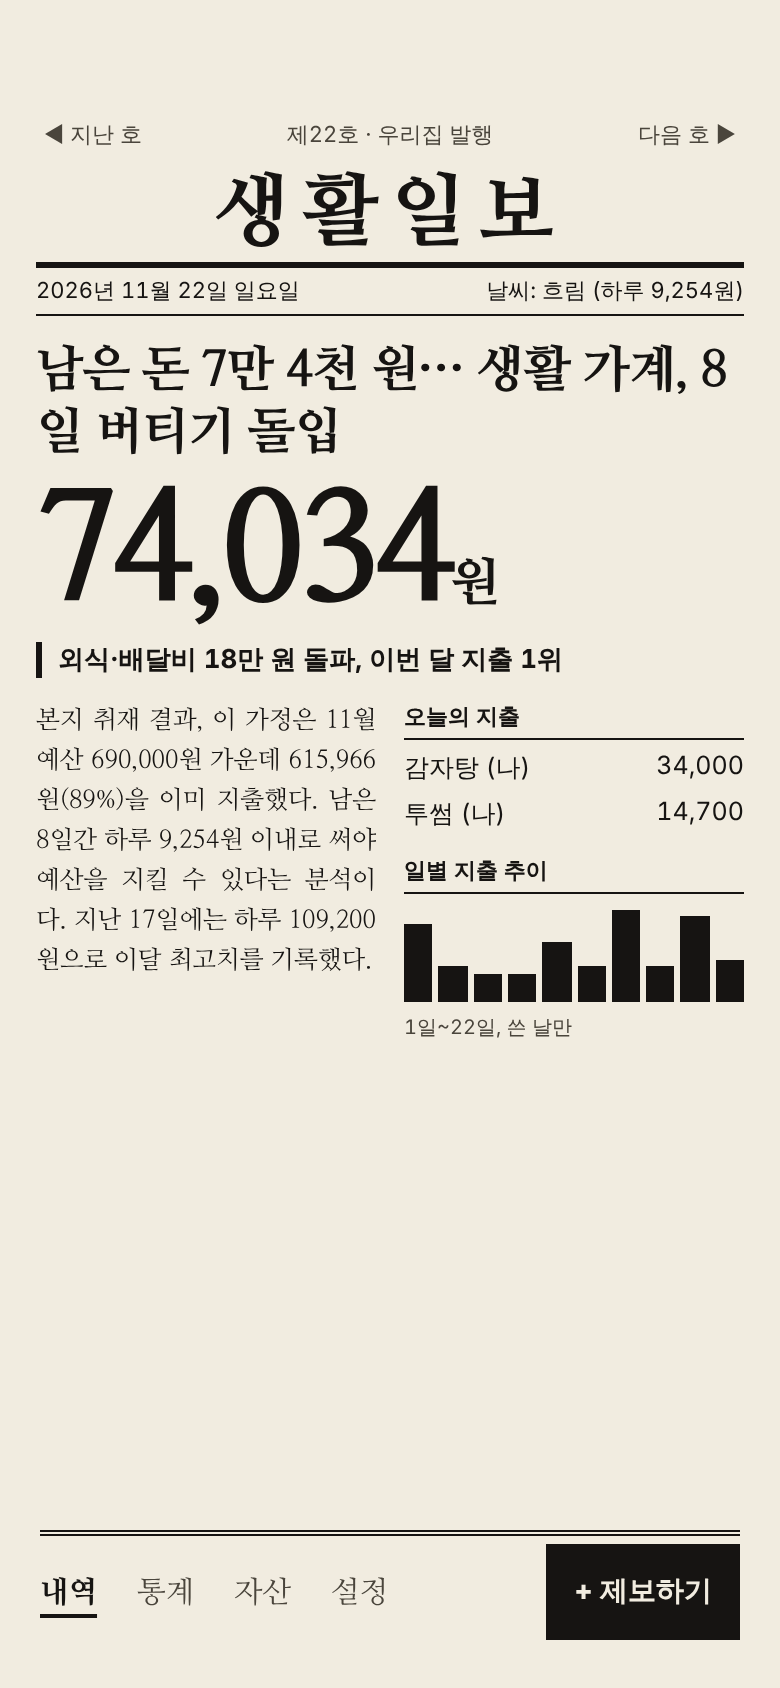 ◀ 지난 호
제22호 · 우리집 발행
다음 호 ▶
생활일보
2026년 11월 22일 일요일
날씨: 흐림 (하루 9,254원)
남은 돈 7만 4천 원… 생활 가계, 8
일 버티기 돌입
74,034원
외식·배달비 18만 원 돌파, 이번 달 지출 1위
본지 취재 결과, 이 가정은 11월
예산 690,000원 가운데 615,966
원(89%)을 이미 지출했다. 남은
8일간 하루 9,254원 이내로 써야
예산을 지킬 수 있다는 분석이
다. 지난 17일에는 하루 109,200
원으로 이달 최고치를 기록했다.
오늘의 지출
감자탕 (나) 34,000
투썸 (나) 14,700
일별 지출 추이
1일~22일, 쓴 날만
내역
통계
자산
설정
+ 제보하기